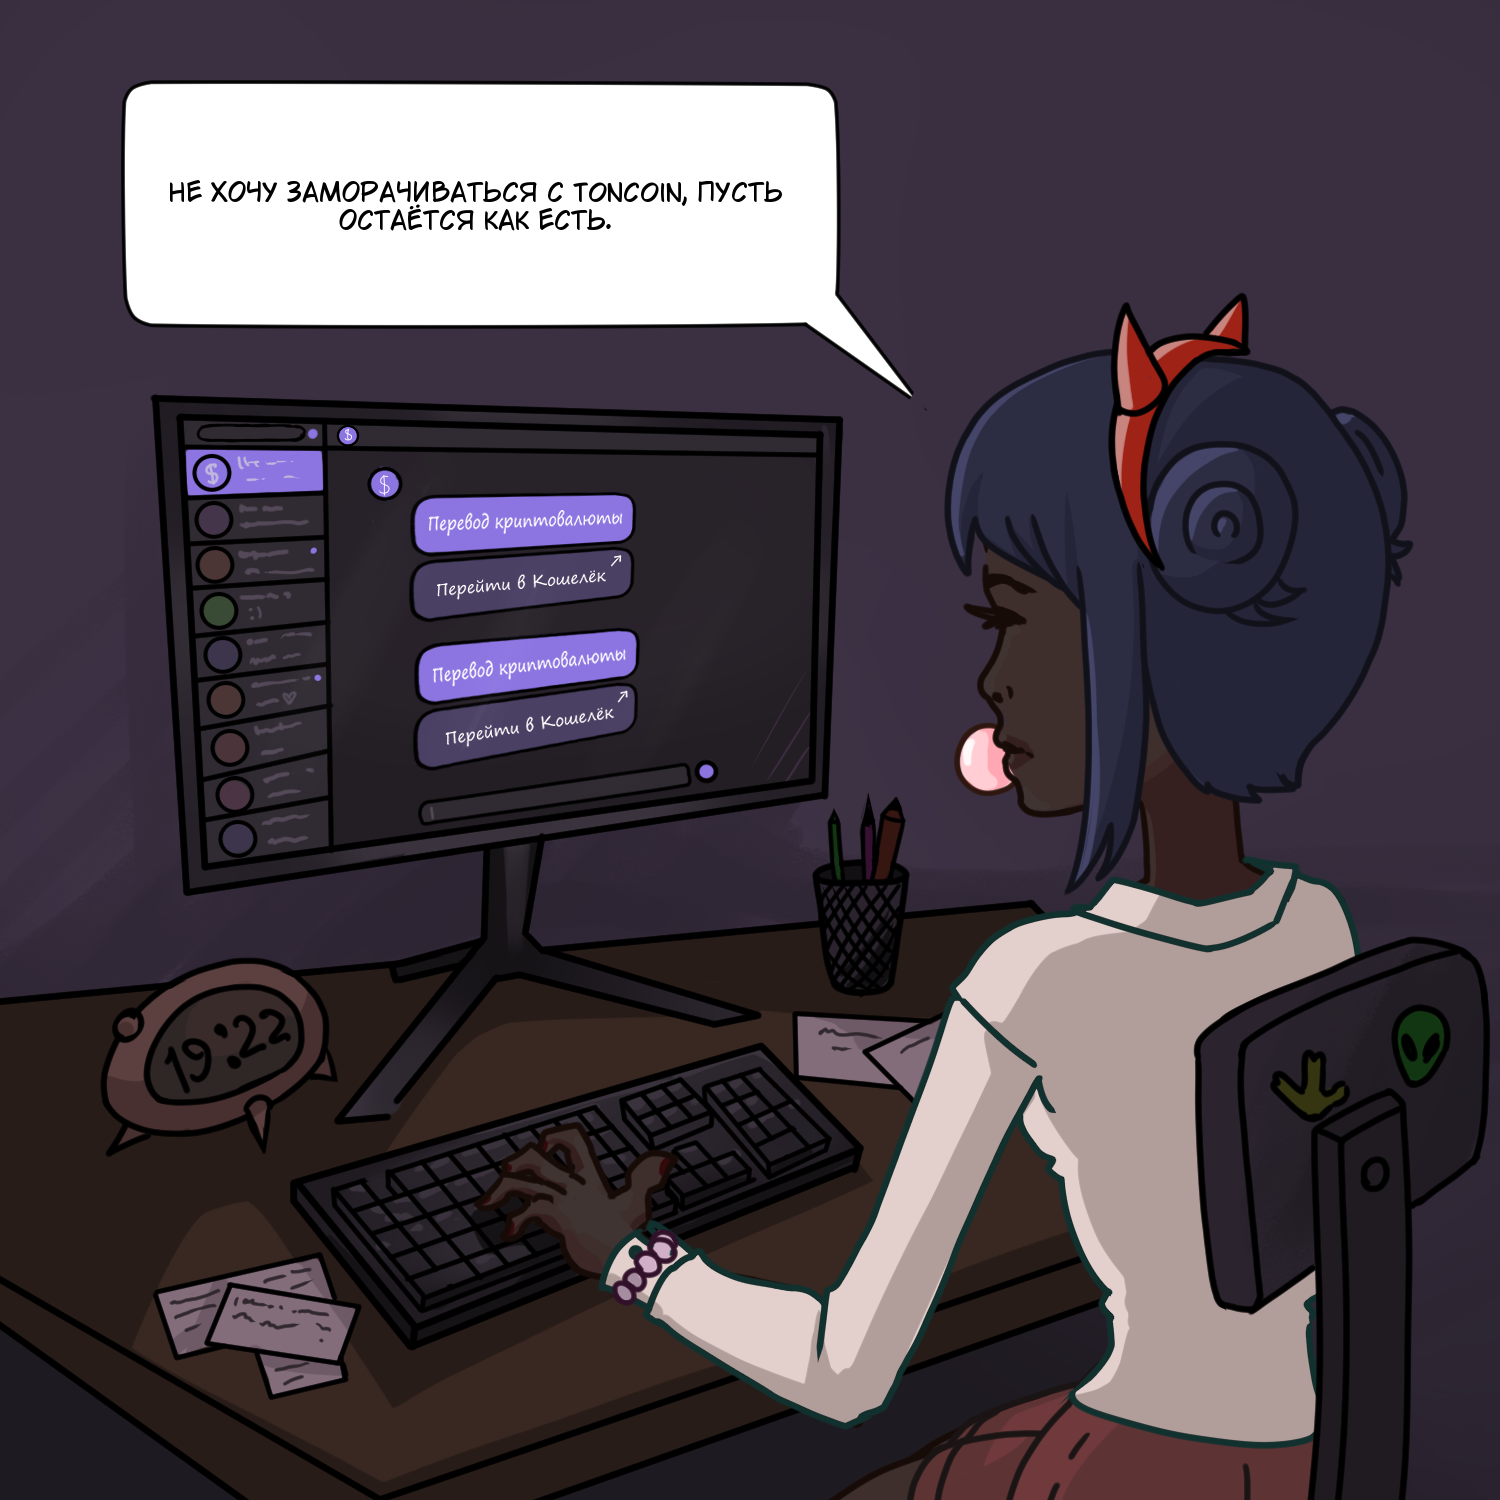 НЕ ХОЧУ ЗАМОРАЧИВАТЬСЯ С TONCOIN, ПУСТЬ
ОСТАЁТСЯ КАК ЕСТЬ.
$
$
$
Перевод криптовалюты
Перейти в Кошелёк
Перевод криптовалюты
Перейти в Кошелёк
:)
19:22